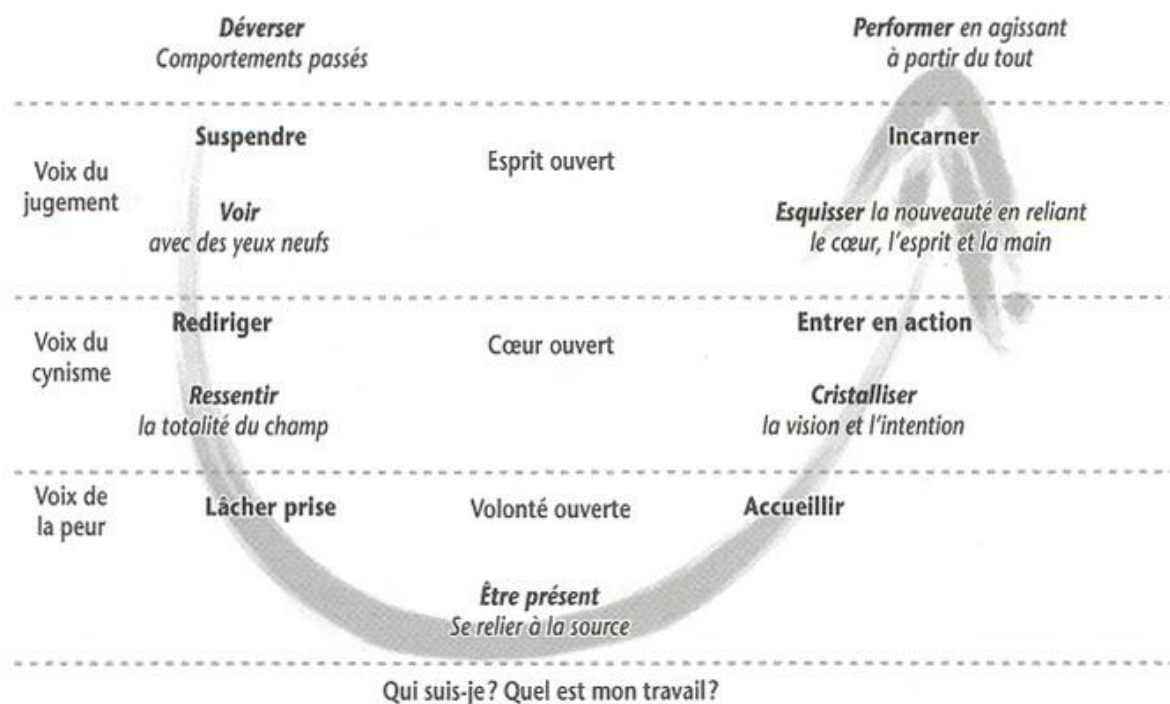 Déverser
Comportements passés
Performer en agissant
à partir du tout
Suspendre
Incarner
Voix du
jugement
Esprit ouvert
Voir
avec des yeux neufs
Esquisser la nouveauté en reliant
le cœur, l'esprit et la main
Rediriger
Entrer en action
Voix du
cynisme
Cœur ouvert
Ressentir
la totalité du champ
Cristalliser
la vision et l'intention
Voix de
la peur
Lâcher prise
Volonté ouverte
Accueillir
Être présent
Se relier à la source
Qui suis-je? Quel est mon travail?